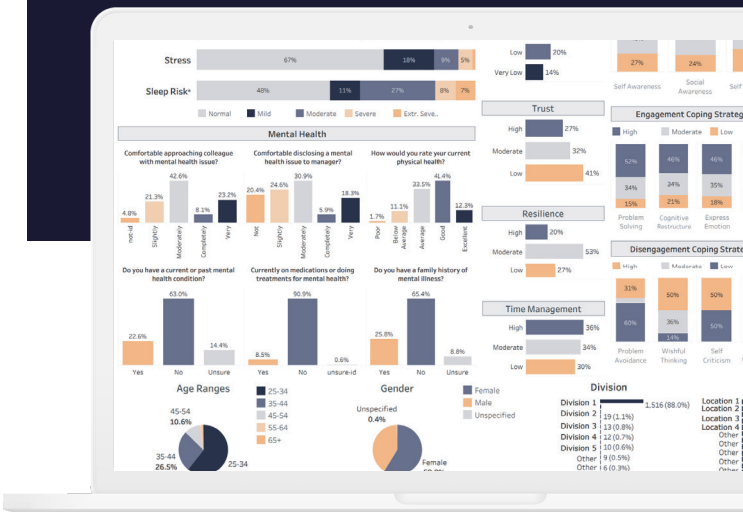 Stress
67%
18%
9%
5%
Sleep Risk*
48%
11%
27%
8%
7%
Normal
Mild
Moderate
Severe
Extr. Seve..
Mental Health
Comfortable approaching colleague
with mental health issue?
4.8%
21.3%
42.6%
8.1%
23.2%
not-id
Slightly
Moderately
Completely
Very
Comfortable disclosing a mental
health issue to manager?
20.4%
24.6%
30.9%
5.9%
18.3%
Not
Slightly
Moderately
Completely
Very
How would you rate your current
physical health?
1.7%
11.1%
33.5%
41.4%
12.3%
Poor
Below
Average
Average
Good
Excellent
Do you have a current or past mental
health condition?
22.6%
63.0%
14.4%
Yes
No
Unsure
Currently on medications or doing
treatments for mental health?
8.5%
90.9%
0.6%
Yes
No
unsure-id
Do you have a family history of
mental illness?
25.8%
65.4%
8.8%
Yes
No
Unsure
Age Ranges
45-54
10.6%
35-44
26.5%
25-34
25-34
35-44
45-54
55-64
65+
Gender
Unspecified
0.4%
Female
Female
Male
Unspecified
Low
20%
Very Low
14%
Trust
High
27%
Moderate
32%
Low
41%
Resilience
High
20%
Moderate
53%
Low
27%
Time Management
High
36%
Moderate
34%
Low
30%
Division
Division 1
1,516 (88.0%)
Division 2
19 (1.1%)
Division 3
13 (0.8%)
Division 4
12 (0.7%)
Division 5
10 (0.6%)
Other
9 (0.5%)
Other
6 (0.3%)
27%
24%
Self Awareness
Social
Awareness
Self
Engagement Coping Strateg
High
Moderate
Low
52%
46%
46%
34%
34%
35%
15%
21%
18%
Problem
Solving
Cognitive
Restructure
Express
Emotion
Disengagement Coping Strate
High
Moderate
Low
31%
50%
50%
60%
36%
50%
14%
Problem
Avoidance
Wishful
Thinking
Self
Criticism
Location 1
Location 2
Location 3
Location 4
Other
Other
Other
Other